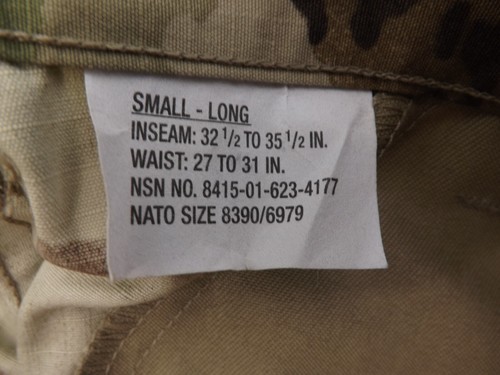 SMALL - LONG
INSEAM: 32 1/2 TO 35 1/2 IN.
WAIST: 27 TO 31 IN.
NSN NO. 8415-01-623-4177
NATO SIZE 8390/6979